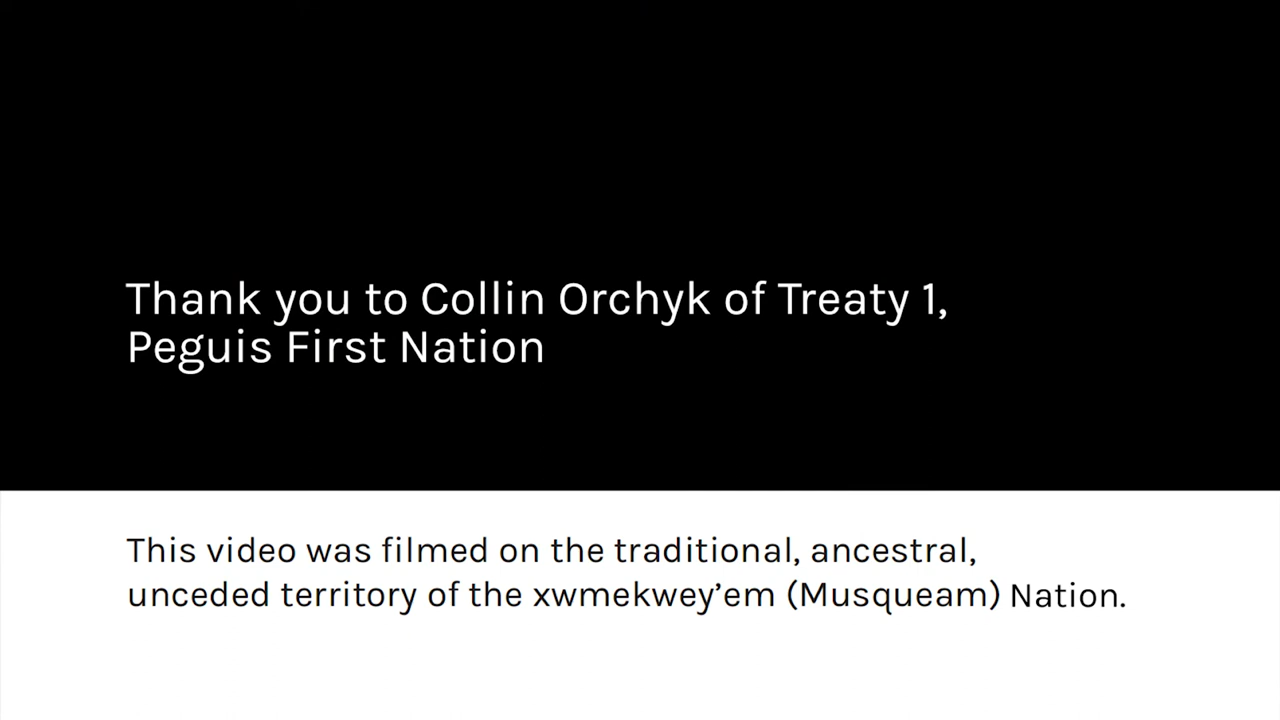 Thank you to Collin Orchyk of Treaty 1,
Peguis First Nation
This video was filmed on the traditional, ancestral,
unceded territory of the xwmekwey’em (Musqueam) Nation.